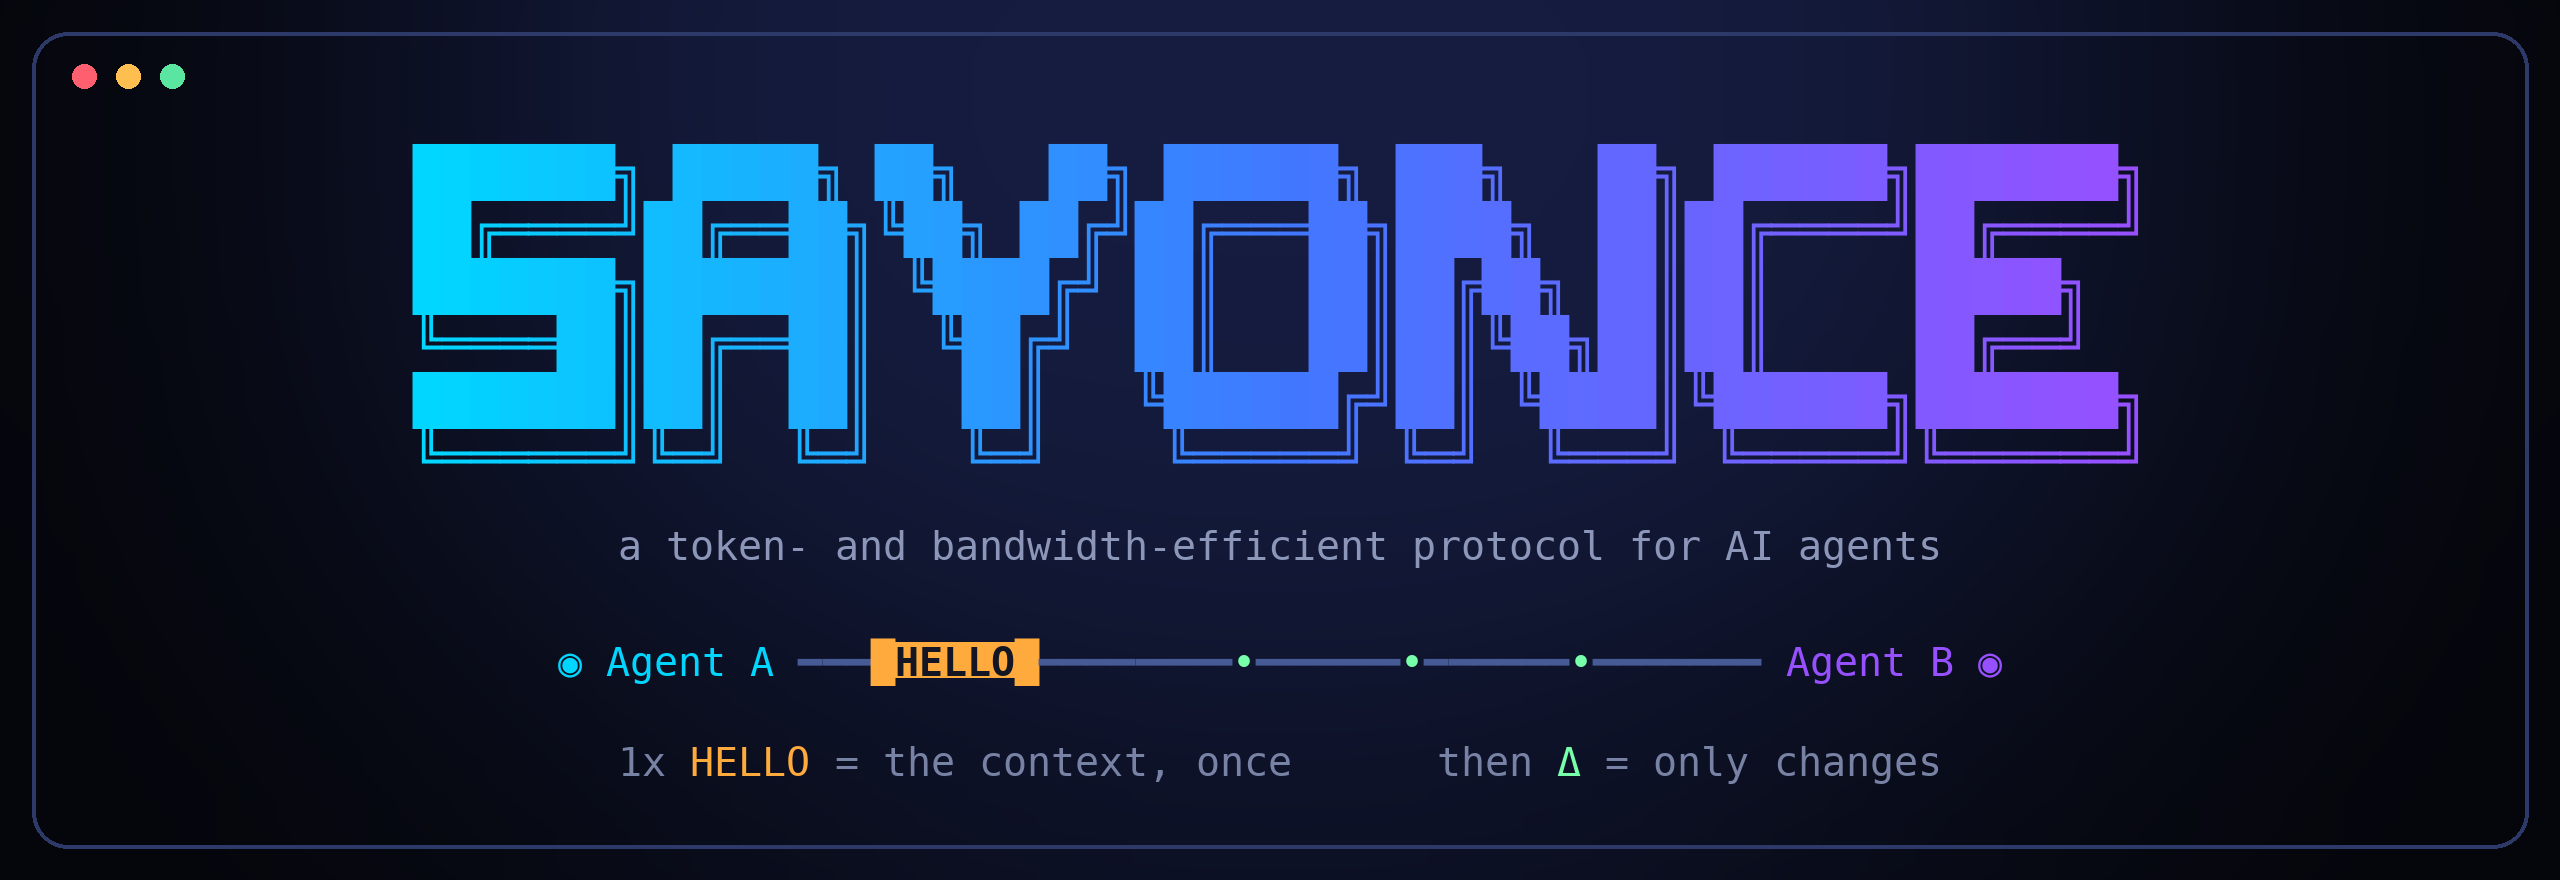 SAYONCE
a token- and bandwidth-efficient protocol for AI agents
◉ Agent A HELLO Agent B ◉
1x HELLO = the context, once then Δ = only changes